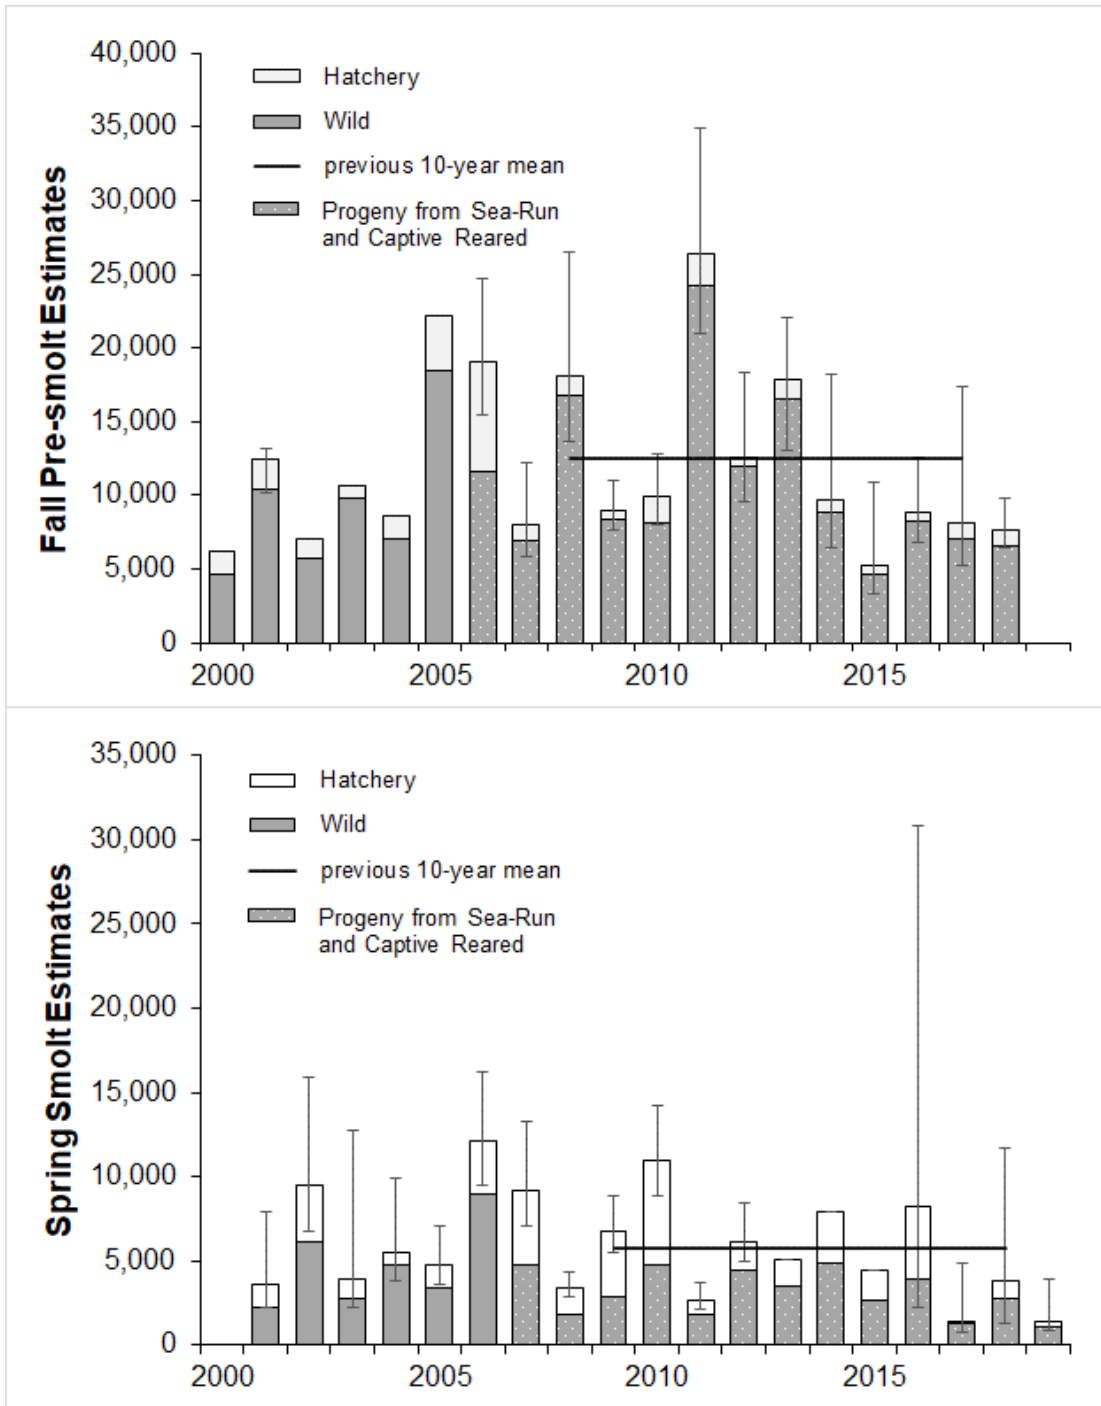 40,000
35,000
30,000
25,000
20,000
15,000
10,000
5,000
0
Fall Pre-smolt Estimates
Hatchery
Wild
previous 10-year mean
Progeny from Sea-Run
and Captive Reared
2000
2005
2010
2015
35,000
30,000
25,000
20,000
15,000
10,000
5,000
0
Spring Smolt Estimates
Hatchery
Wild
previous 10-year mean
Progeny from Sea-Run
and Captive Reared
2000
2005
2010
2015